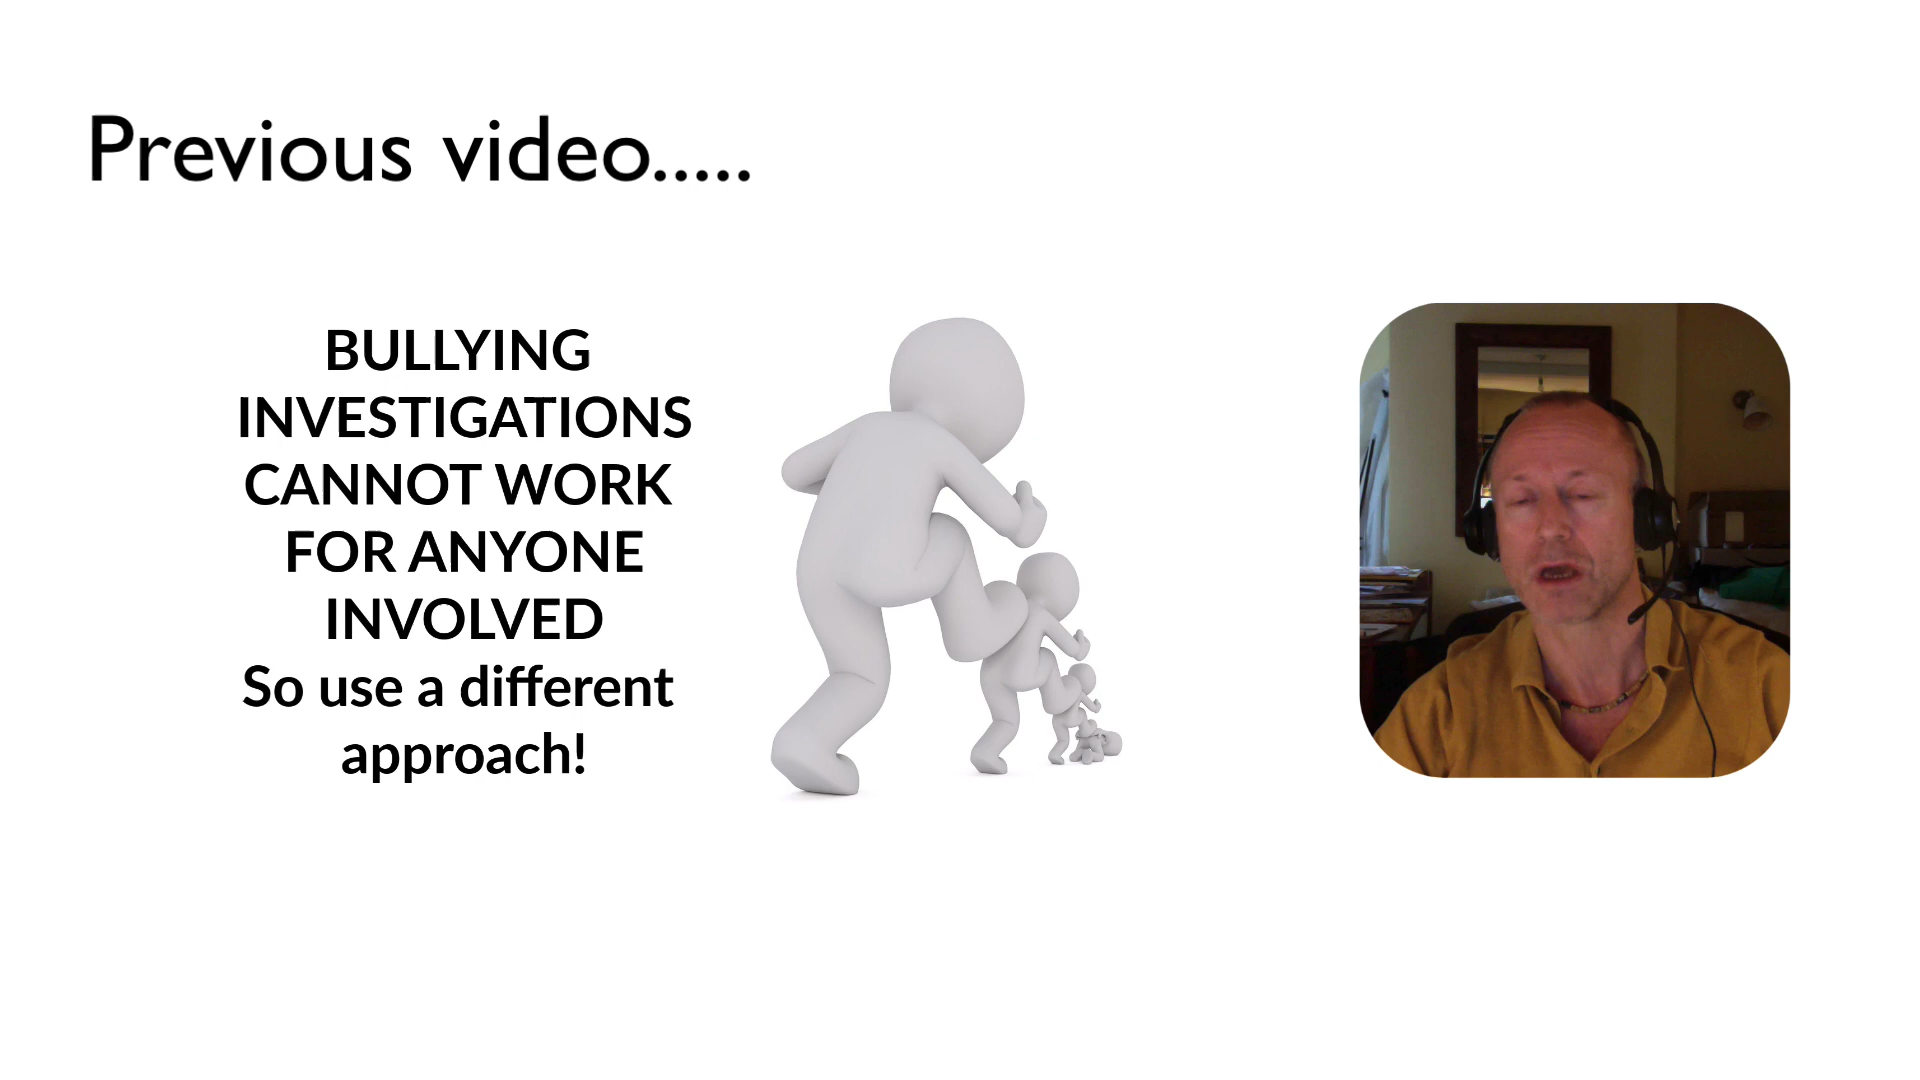 Previous video.....
BULLYING
INVESTIGATIONS
CANNOT WORK
FOR ANYONE
INVOLVED
So use a different
approach!